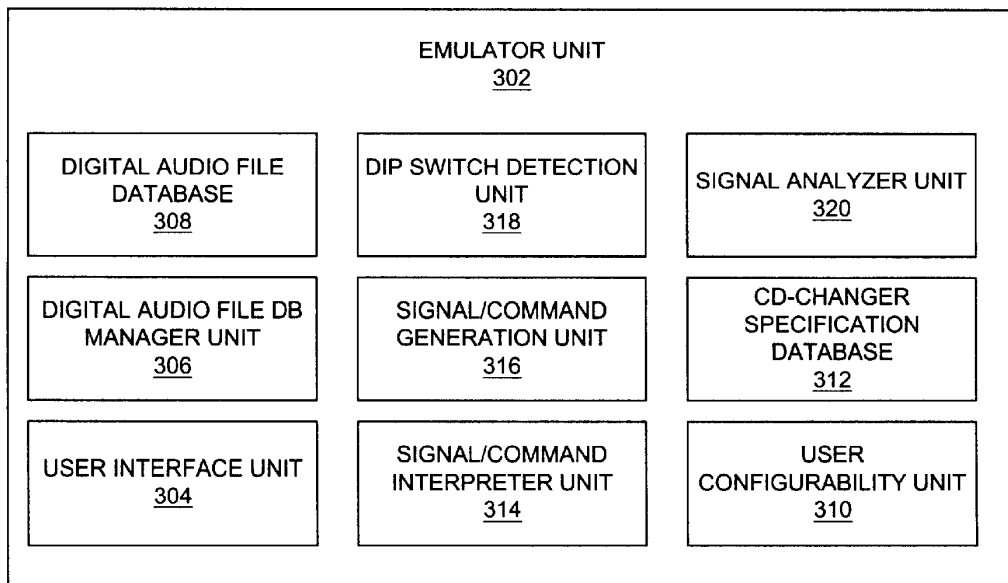 EMULATOR UNIT
302
DIGITAL AUDIO FILE
DATABASE
308
DIP SWITCH DETECTION
UNIT
318
SIGNAL ANALYZER UNIT
320
DIGITAL AUDIO FILE DB
MANAGER UNIT
306
SIGNAL/COMMAND
GENERATION UNIT
316
CD-CHANGER
SPECIFICATION
DATABASE
312
USER INTERFACE UNIT
304
SIGNAL/COMMAND
INTERPRETER UNIT
314
USER
CONFIGURABILITY UNIT
310